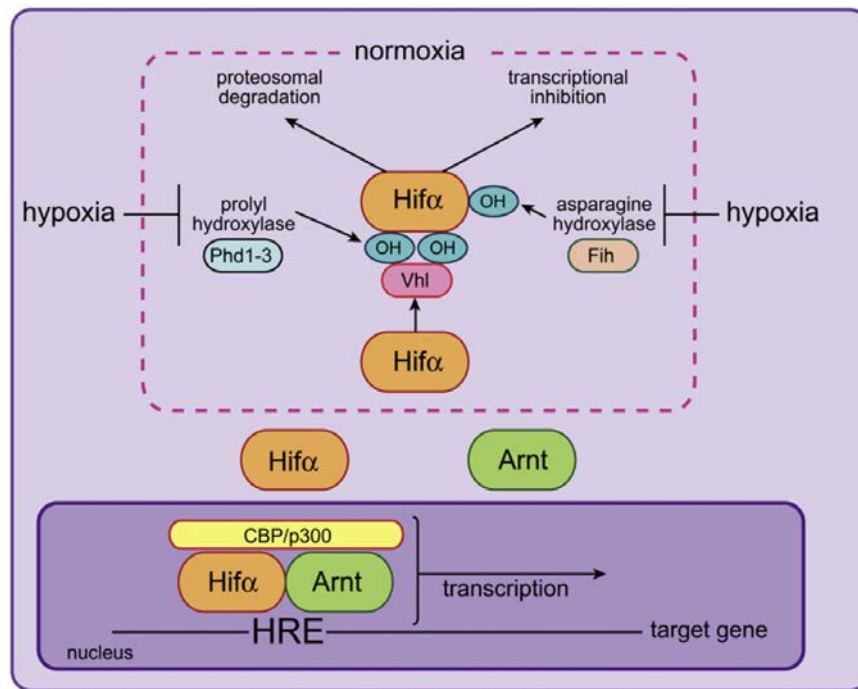 normoxia
proteosomal
degradation
transcriptional
inhibition
hypoxia
prolyl
hydroxylase
Phd1-3
Hifα
OH
OH
OH
Vhl
asparagine
hydroxylase
Fih
hypoxia
Hifα
Hifα
Arnt
CBP/p300
Hifα
Arnt
transcription
HRE
target gene
nucleus